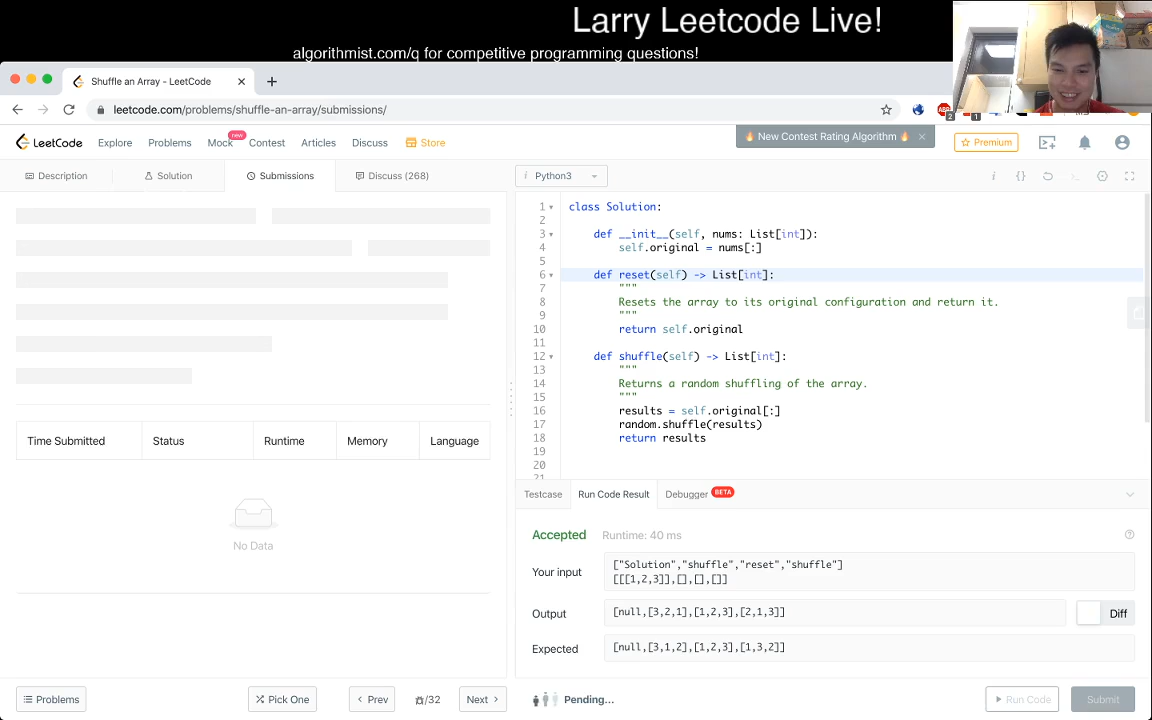 Larry Leetcode Live!
algorithmist.com/q for competitive programming questions!
Shuffle an Array - LeetCode
leetcode.com/problems/shuffle-an-array/submissions/
LeetCode Explore Problems Mock new Contest Articles Discuss Store
🔥 New Contest Rating Algorithm 🔥
Premium
Description Solution Submissions Discuss (268)
i Python3
1 class Solution:
2
3 def __init__(self, nums: List[int]):
4 self.original = nums[:]
5
6 def reset(self) -> List[int]:
7 """
8 Resets the array to its original configuration and return it.
9 """
10 return self.original
11
12 def shuffle(self) -> List[int]:
13 """
14 Returns a random shuffling of the array.
15 """
16 results = self.original[:]
17 random.shuffle(results)
18 return results
19
20
21
Time Submitted Status Runtime Memory Language
No Data
Testcase Run Code Result Debugger BETA
Accepted Runtime: 40 ms
Your input
["Solution","shuffle","reset","shuffle"]
[[[1,2,3]],[],[],[]]
Output [null,[3,2,1],[1,2,3],[2,1,3]] Diff
Expected [null,[3,1,2],[1,2,3],[1,3,2]]
Problems Pick One Prev /32 Next Pending... Run Code Submit